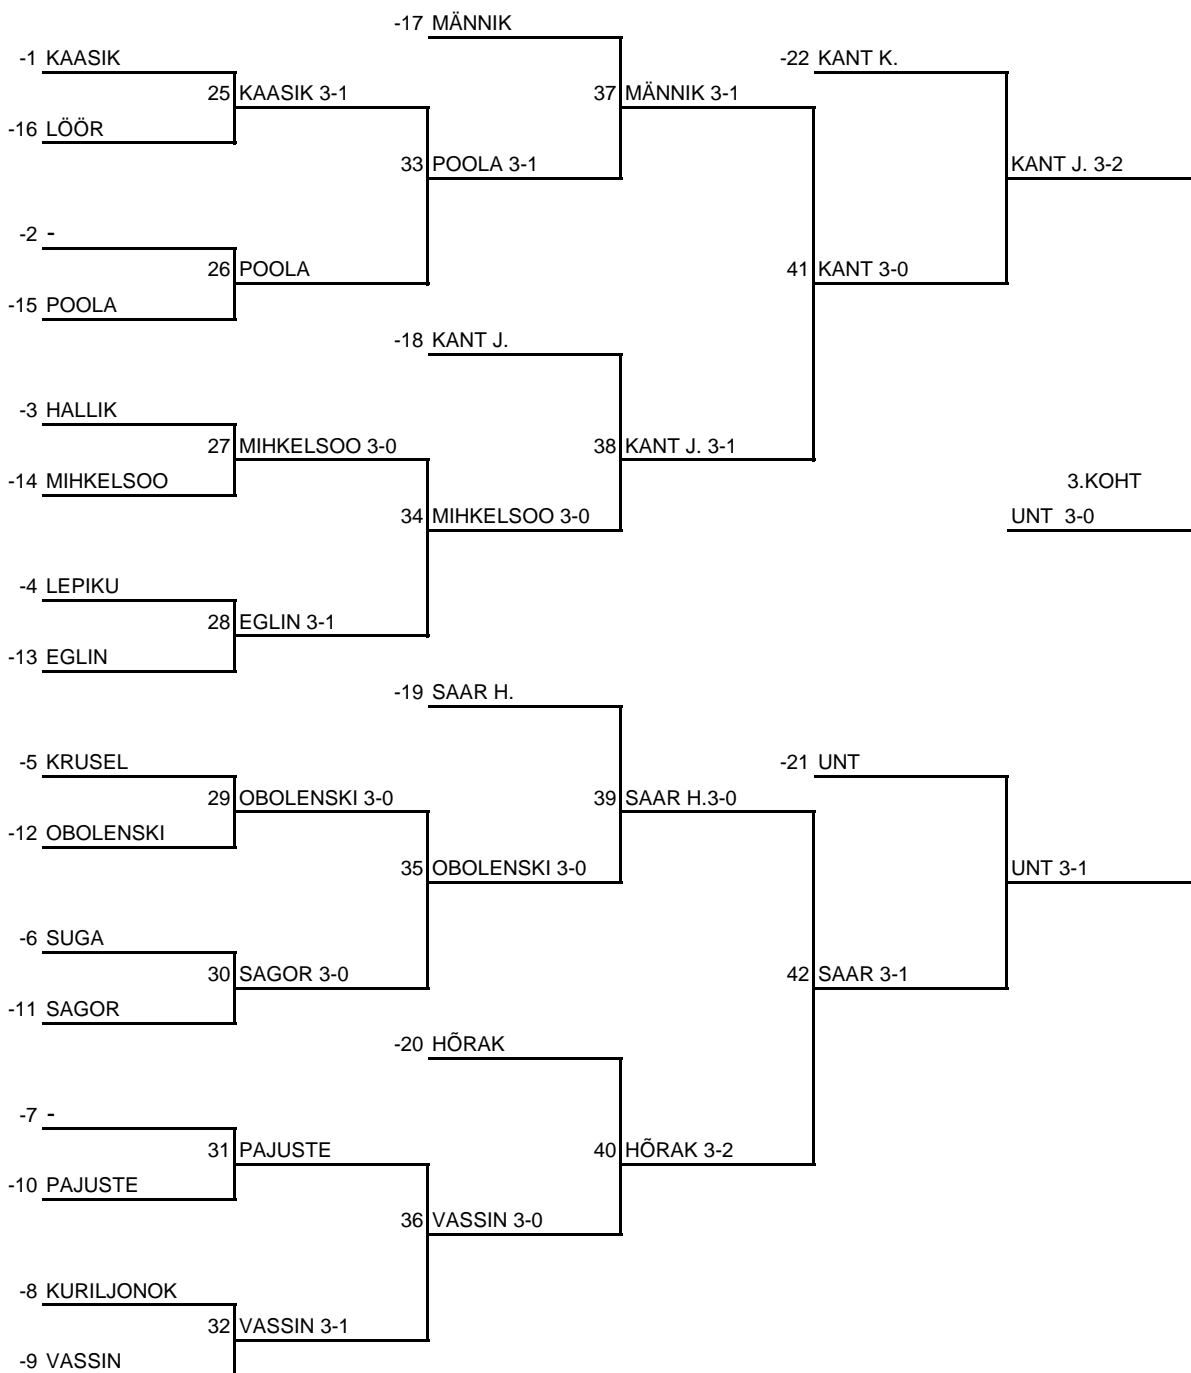 -17 MÄNNIK
-1 KAASIK
-22 KANT K.
25 KAASIK 3-1
37 MÄNNIK 3-1
-16 LÖÖR
33 POOLA 3-1
KANT J. 3-2
-2 -
26 POOLA
41 KANT 3-0
-15 POOLA
-18 KANT J.
-3 HALLIK
27 MIHKELSOO 3-0
38 KANT J. 3-1
-14 MIHKELSOO
3.KOHT
34 MIHKELSOO 3-0
UNT  3-0
-4 LEPIKU
28 EGLIN 3-1
-13 EGLIN
-19 SAAR H.
-5 KRUSEL
-21 UNT
29 OBOLENSKI 3-0
39 SAAR H.3-0
-12 OBOLENSKI
35 OBOLENSKI 3-0
UNT 3-1
-6 SUGA
30 SAGOR 3-0
42 SAAR 3-1
-11 SAGOR
-20 HÕRAK
-7 -
31 PAJUSTE
40 HÕRAK 3-2
-10 PAJUSTE
36 VASSIN 3-0
-8 KURILJONOK
32 VASSIN 3-1
-9 VASSIN